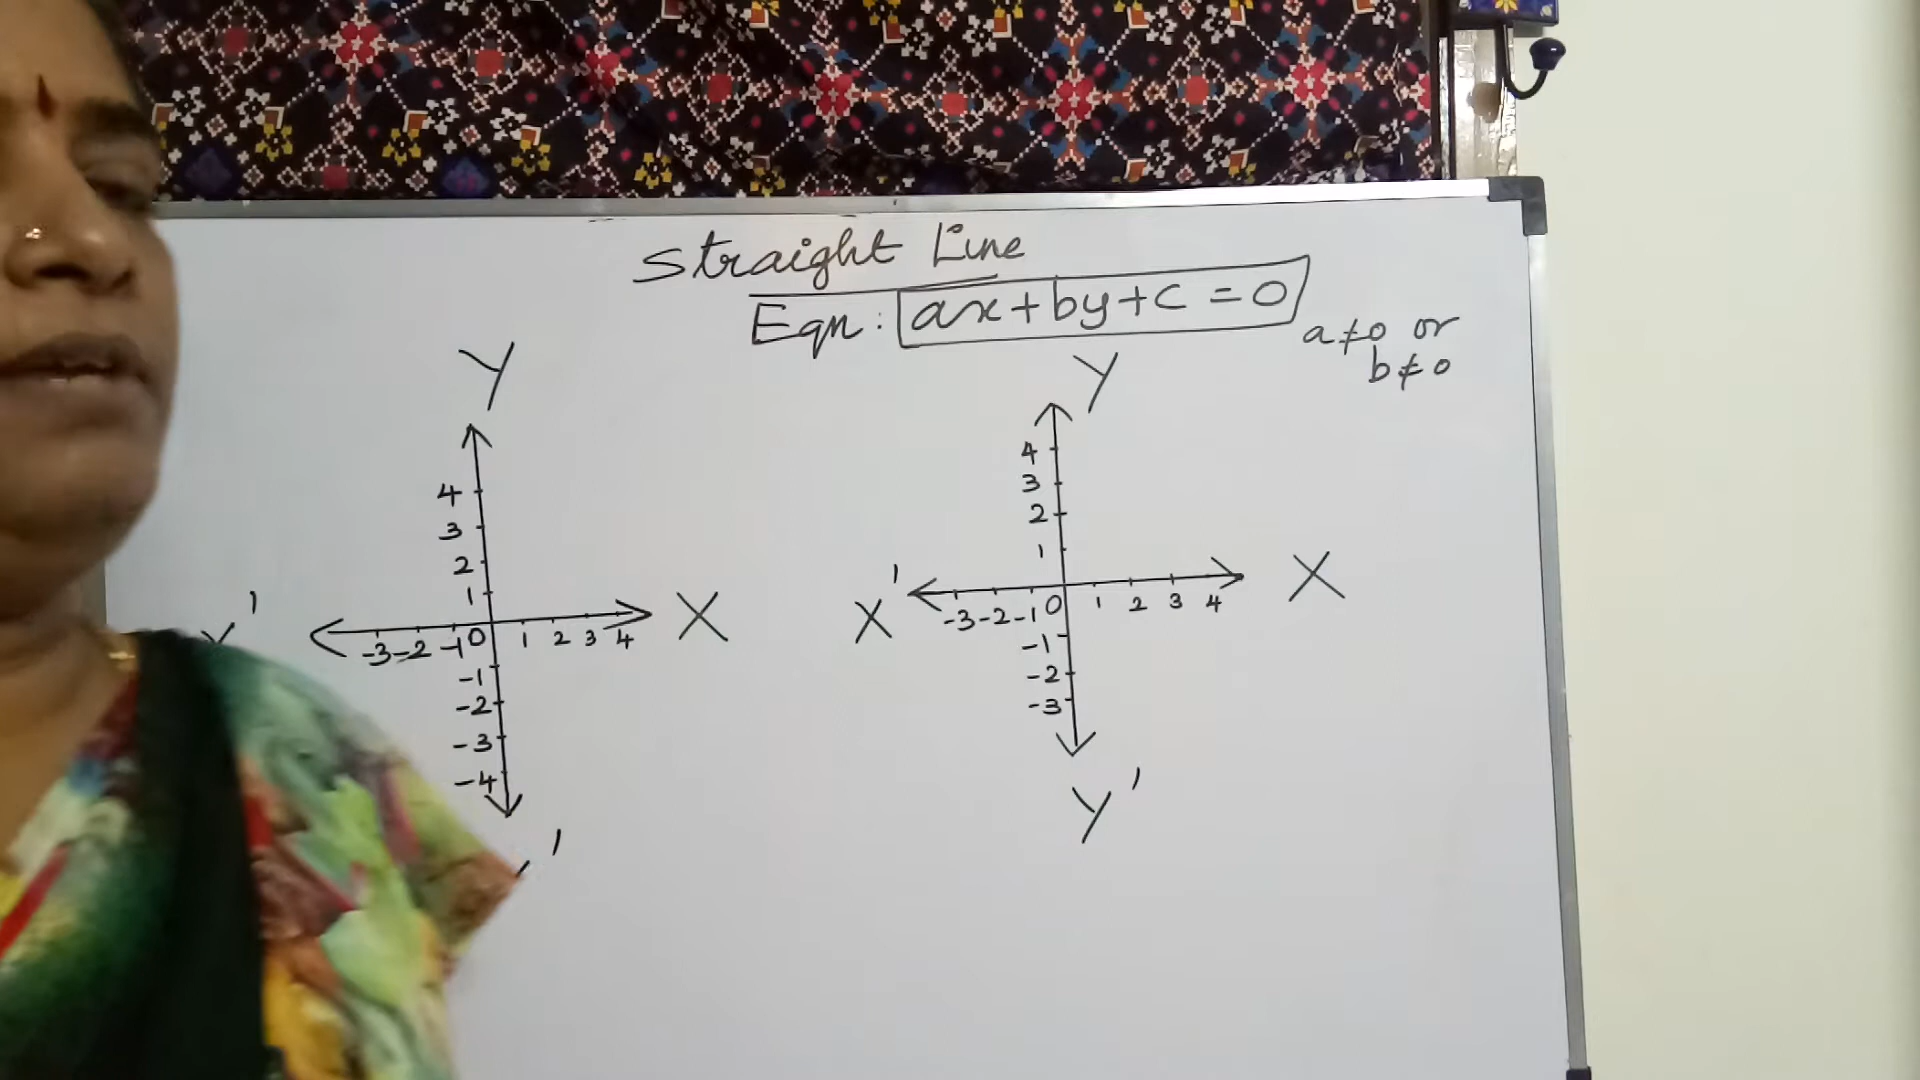 Straight Line
Eqn: ax+by+c=0
a≠0 or
b≠0
Y
4
3
2
1
X'
-3 -2 -1 0 1 2 3 4
X
-1
-2
-3
-4
Y
4
3
2
1
X'
-3 -2 -1 0 1 2 3 4
X
-1
-2
-3
Y'